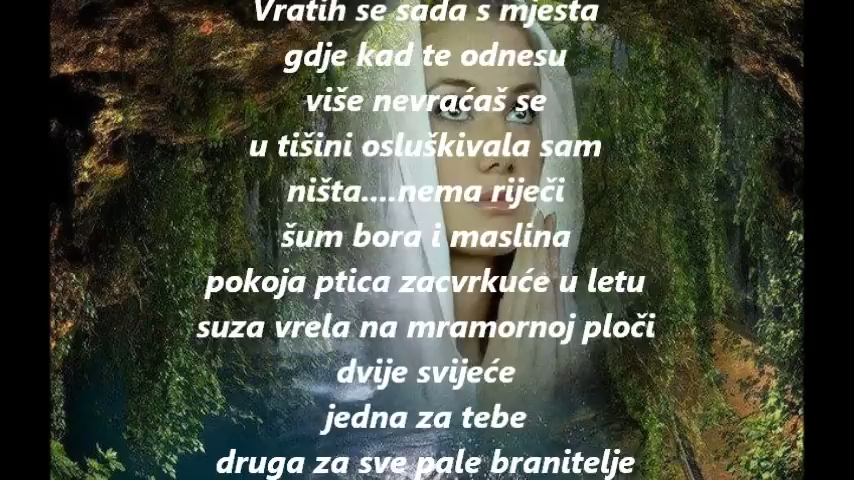 Vratih se sada s mjesta
gdje kad te odnesu
više nevraćaš se
u tišini osluškivala sam
ništa....nema riječi
šum bora i maslina
pokoja ptica zacvrkuće u letu
suza vrela na mramornoj ploči
dvije svijeće
jedna za tebe
druga za sve pale branitelje